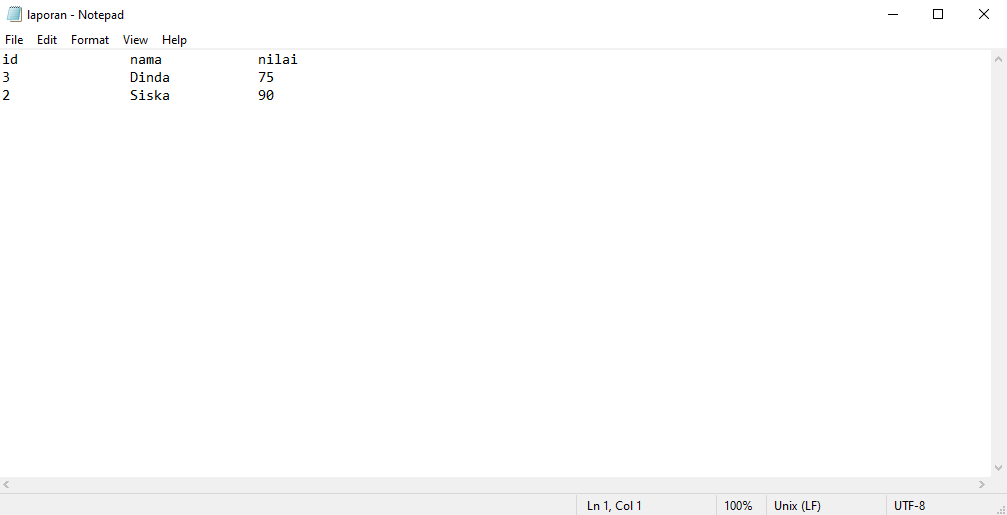 laporan - Notepad
File Edit Format View Help
id nama nilai
3 Dinda 75
2 Siska 90
Ln 1, Col 1 100% Unix (LF) UTF-8